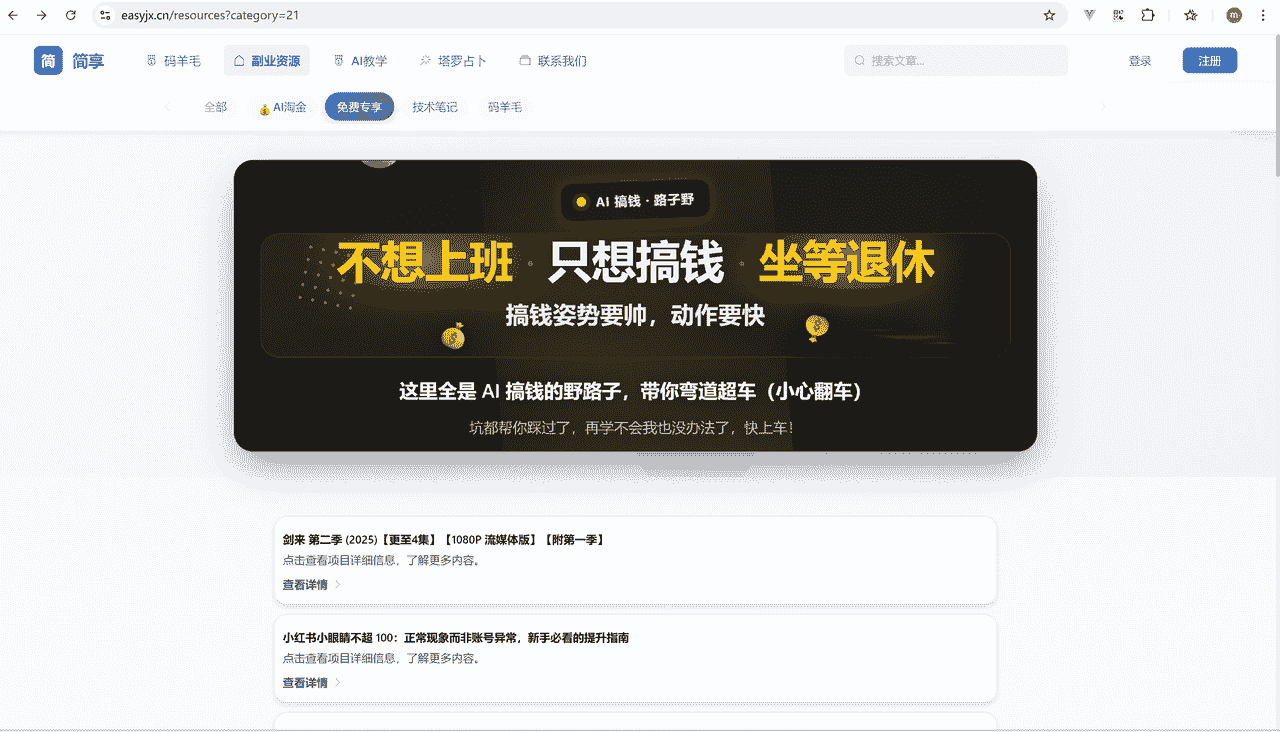 easyjx.cn/resources?category=21
m
简 简享 码羊毛 副业资源 AI教学 塔罗占卜 联系我们 搜索文章... 登录 注册
全部 AI淘金 免费专享 技术笔记 码羊毛
AI 搞钱 · 路子野
不想上班 · 只想搞钱 · 坐等退休
搞钱姿势要帅，动作要快
这里全是 AI 搞钱的野路子，带你弯道超车（小心翻车）
坑都帮你踩过了，再学不会我也没办法了，快上车！
剑来 第二季 (2025)【更至4集】【1080P 流媒体版】【附第一季】
点击查看项目详细信息，了解更多内容。
查看详情
小红书小眼睛不超 100：正常现象而非账号异常，新手必看的提升指南
点击查看项目详细信息，了解更多内容。
查看详情